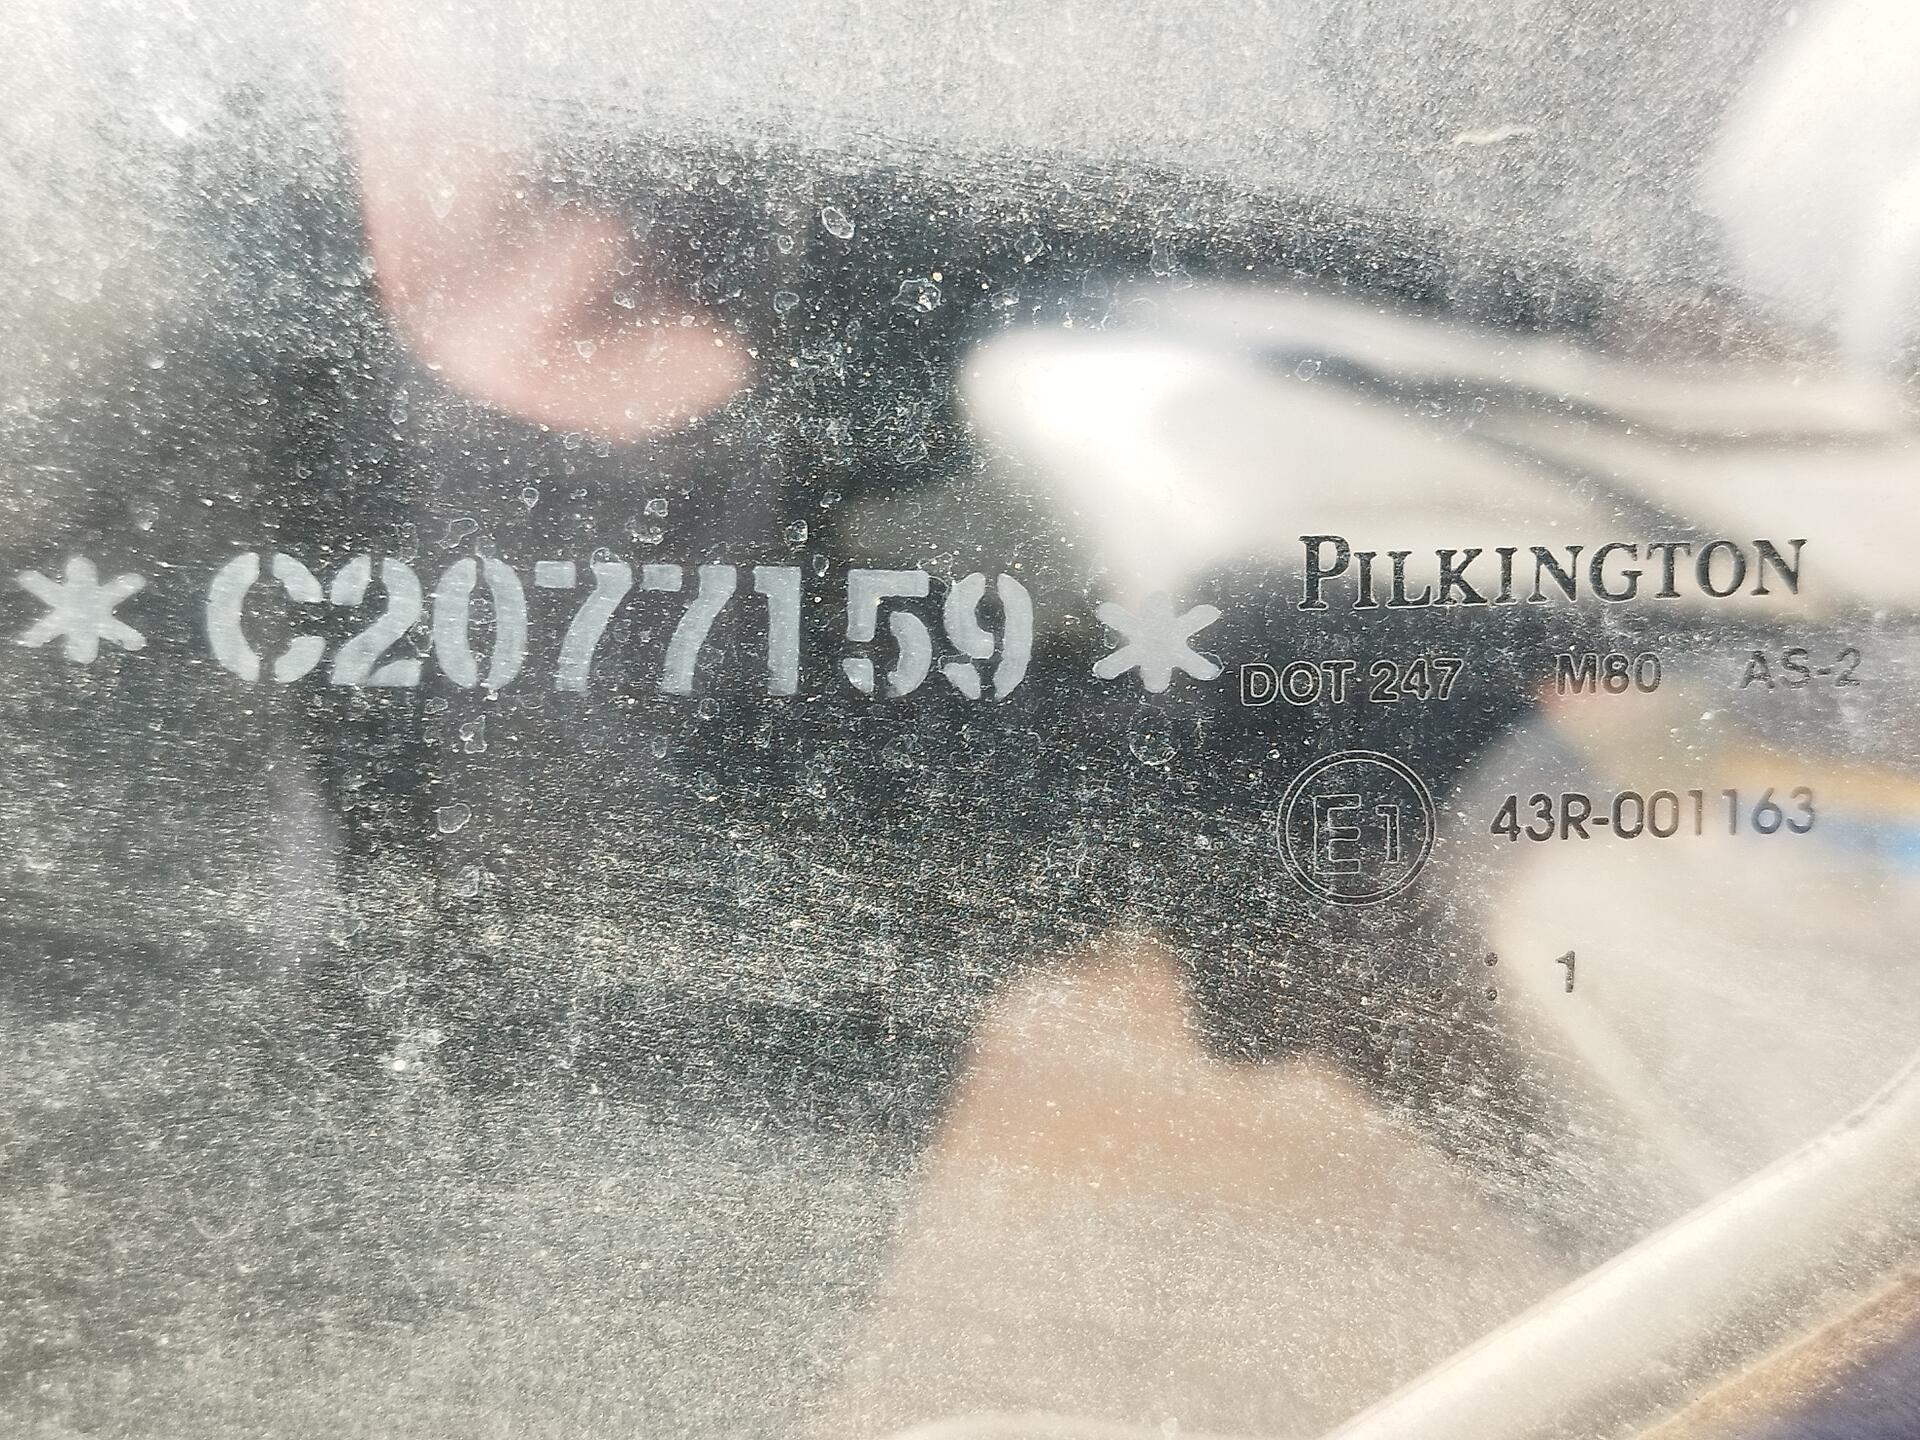 * C2077159 *
PILKINGTON
DOT 247 M80 AS-2
E1 43R-001163
: 1